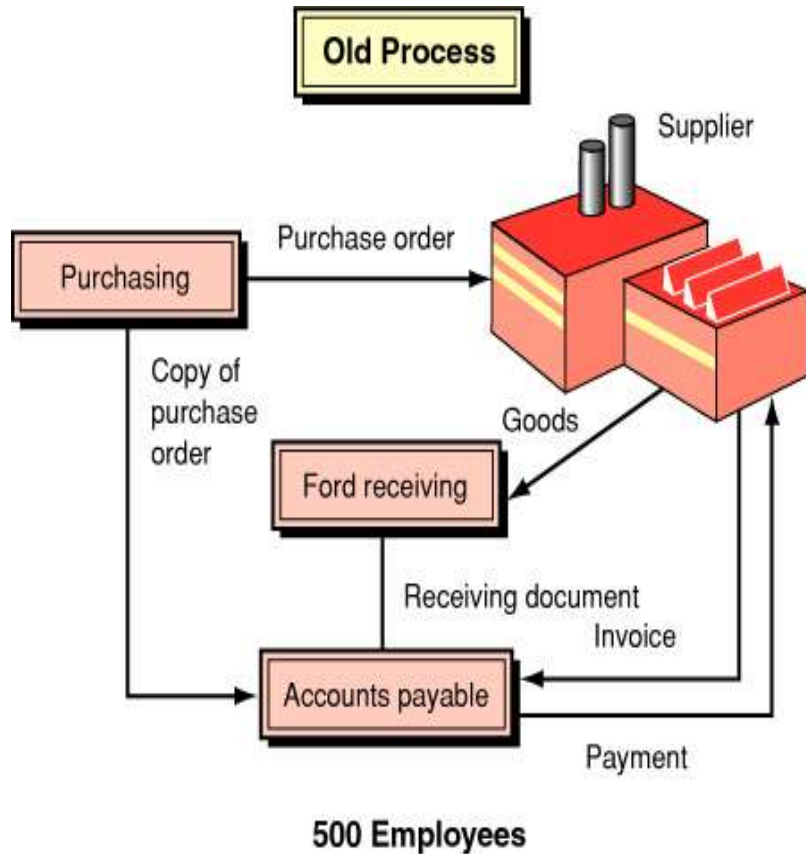 Old Process
Supplier
Purchase order
Purchasing
Copy of
purchase
order
Goods
Ford receiving
Receiving document
Invoice
Accounts payable
Payment
500 Employees